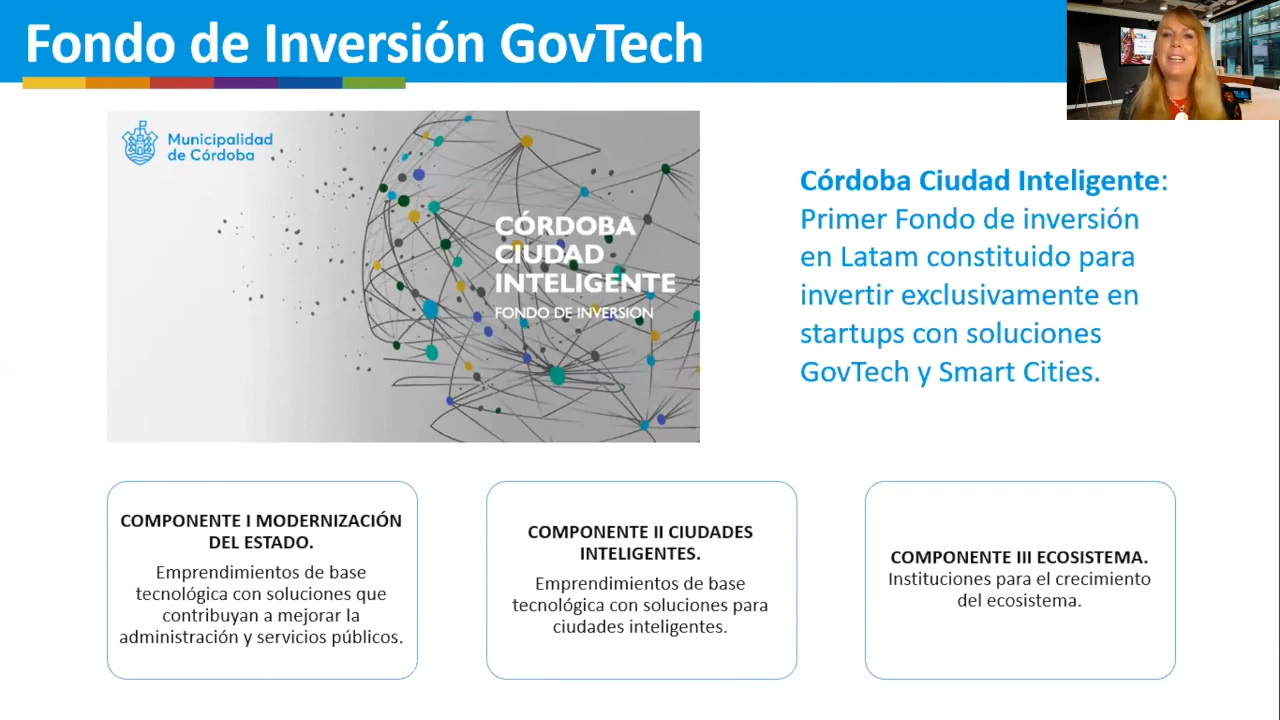 Fondo de Inversión GovTech
Municipalidad
de Córdoba
CÓRDOBA
CIUDAD
INTELIGENTE
FONDO DE INVERSIÓN
Córdoba Ciudad Inteligente:
Primer Fondo de inversión
en Latam constituido para
invertir exclusivamente en
startups con soluciones
GovTech y Smart Cities.
COMPONENTE I MODERNIZACIÓN
DEL ESTADO.
Emprendimientos de base
tecnológica con soluciones que
contribuyan a mejorar la
administración y servicios públicos.
COMPONENTE II CIUDADES
INTELIGENTES.
Emprendimientos de base
tecnológica con soluciones para
ciudades inteligentes.
COMPONENTE III ECOSISTEMA.
Instituciones para el crecimiento
del ecosistema.